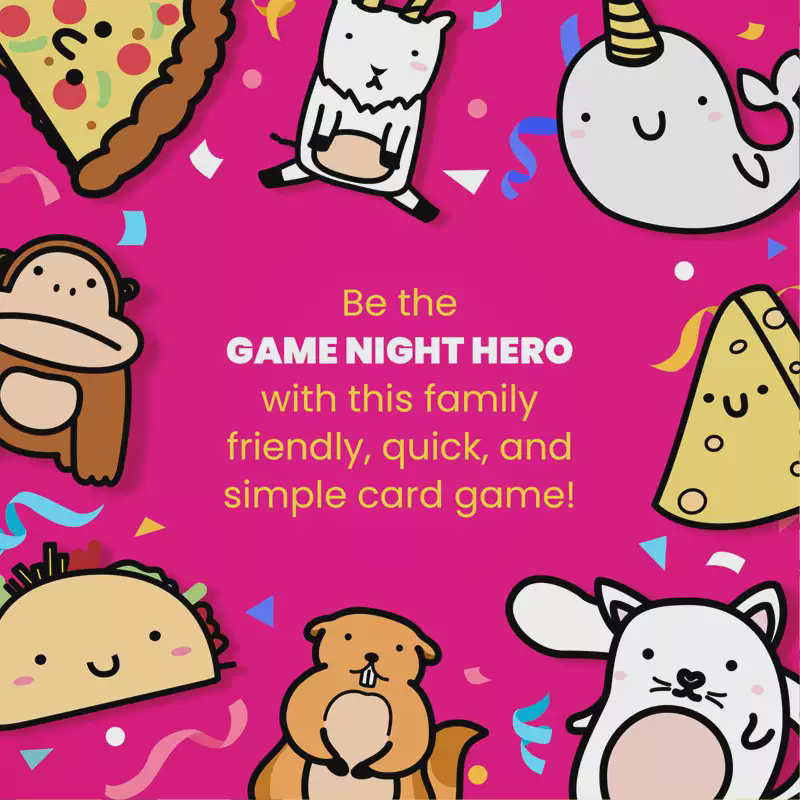 Be the
GAME NIGHT HERO
with this family
friendly, quick, and
simple card game!